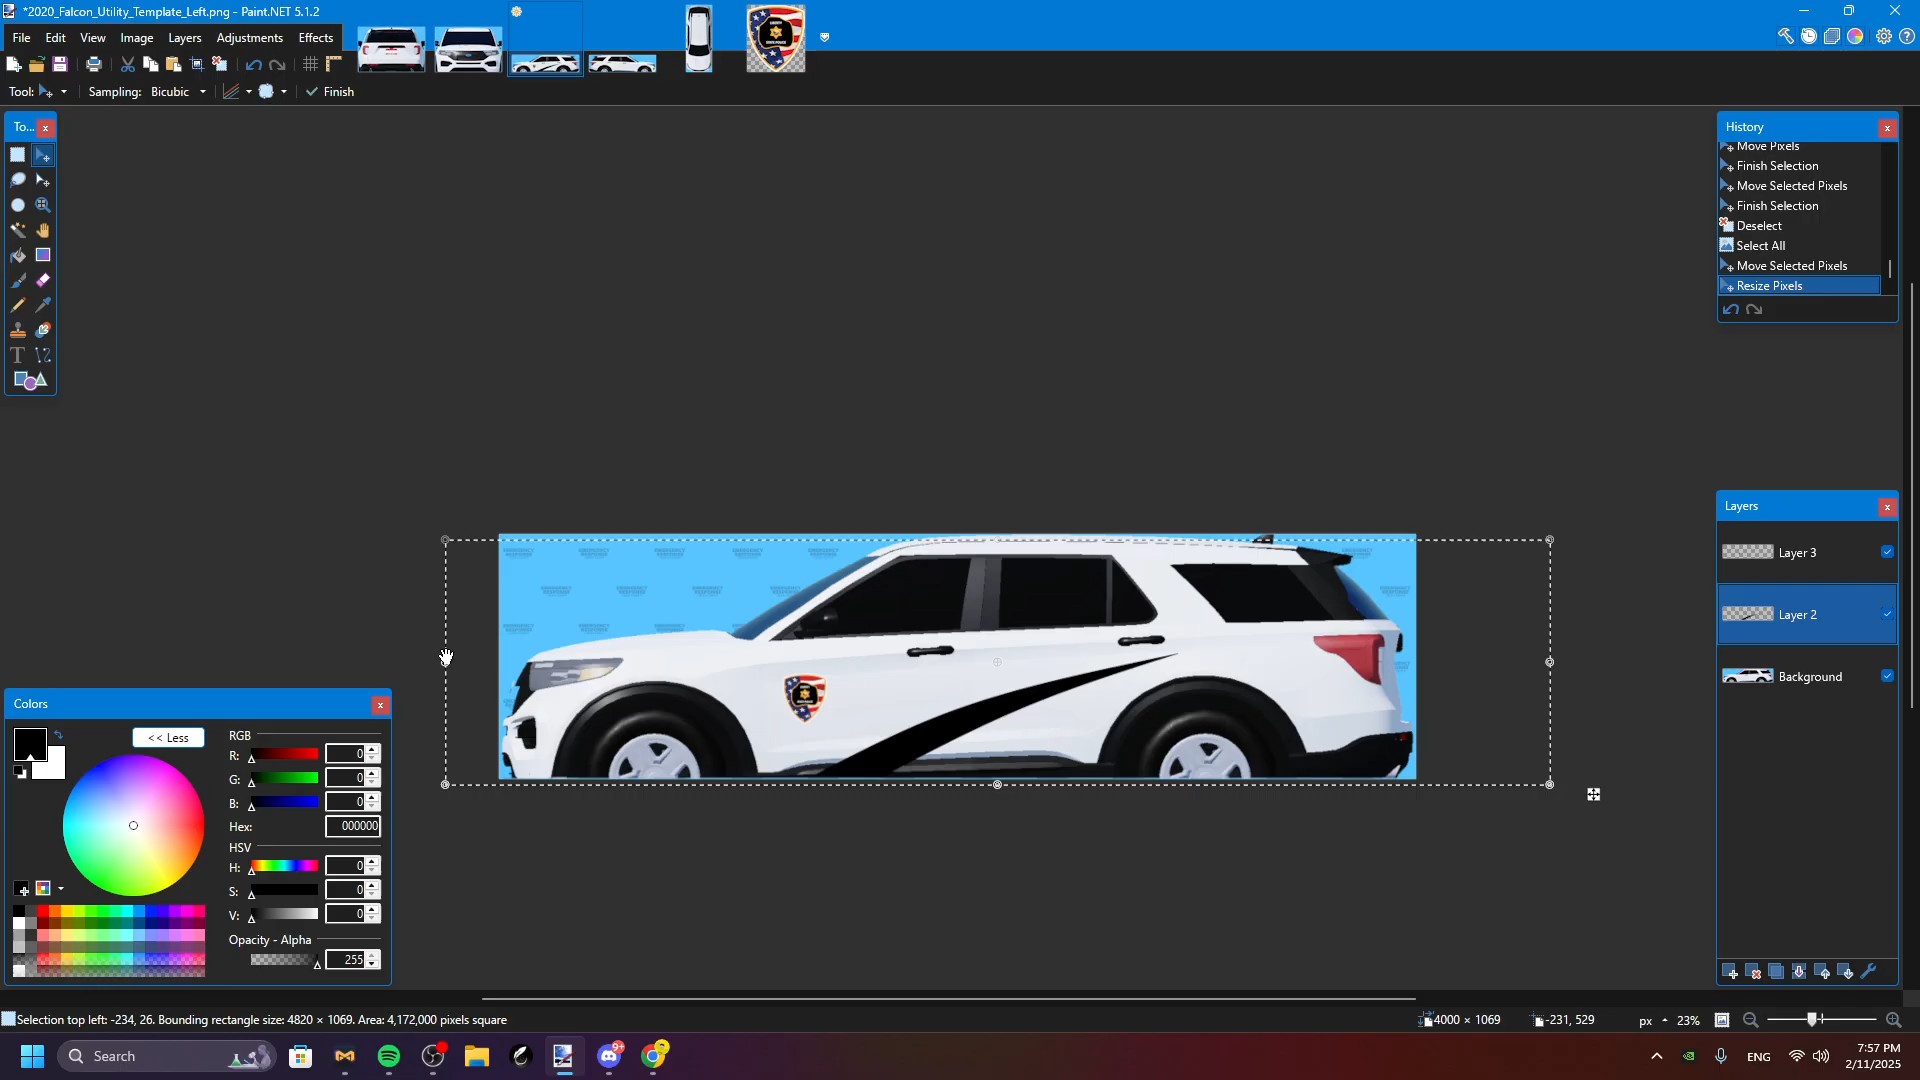 *2020_Falcon_Utility_Template_Left.png - Paint.NET 5.1.2
File Edit View Image Layers Adjustments Effects
Tool: Sampling: Bicubic Finish
To...
History
Move Pixels
Finish Selection
Move Selected Pixels
Finish Selection
Deselect
Select All
Move Selected Pixels
Resize Pixels
Layers
Layer 3
Layer 2
Background
Colors
<< Less
RGB
R: 0
G: 0
B: 0
Hex: 000000
HSV
H: 0
S: 0
V: 0
Opacity - Alpha
255
Selection top left: -234, 26. Bounding rectangle size: 4820 × 1069. Area: 4,172,000 pixels square
4000 × 1069
-231, 529
px
23%
Search
9+
ENG
7:57 PM
2/11/2025